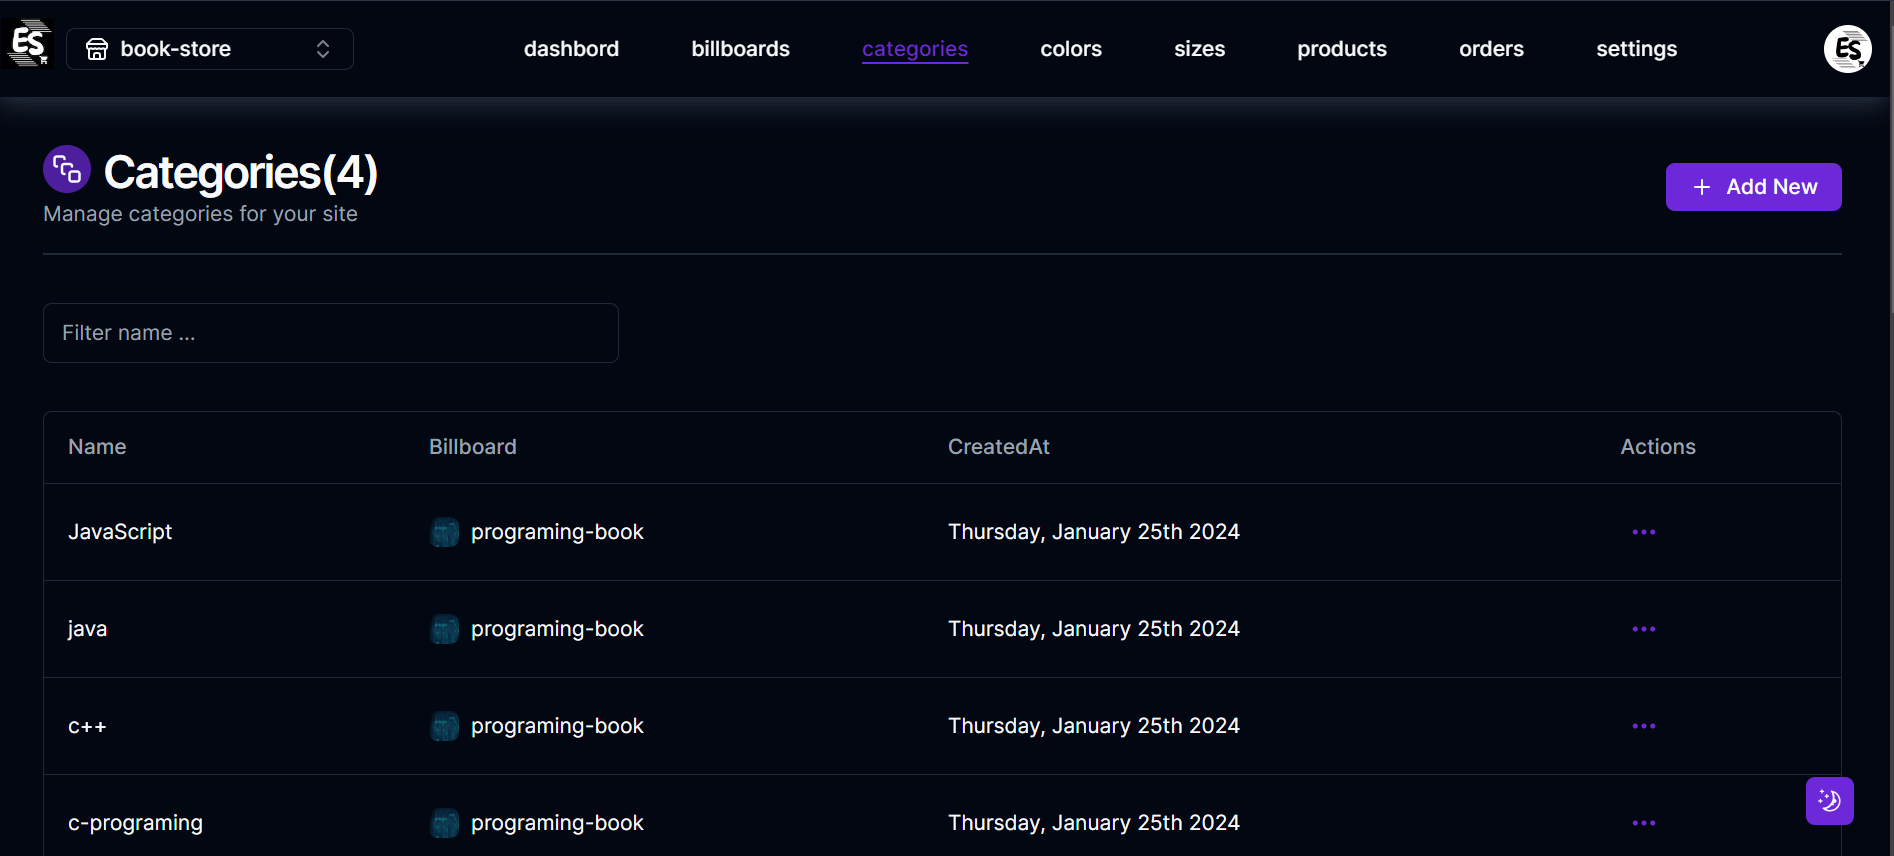 ES book-store dashbord billboards categories colors sizes products orders settings ES
Categories(4)
Manage categories for your site
+ Add New
Filter name ...
Name Billboard CreatedAt Actions
JavaScript programing-book Thursday, January 25th 2024 ...
java programing-book Thursday, January 25th 2024 ...
c++ programing-book Thursday, January 25th 2024 ...
c-programing programing-book Thursday, January 25th 2024 ...